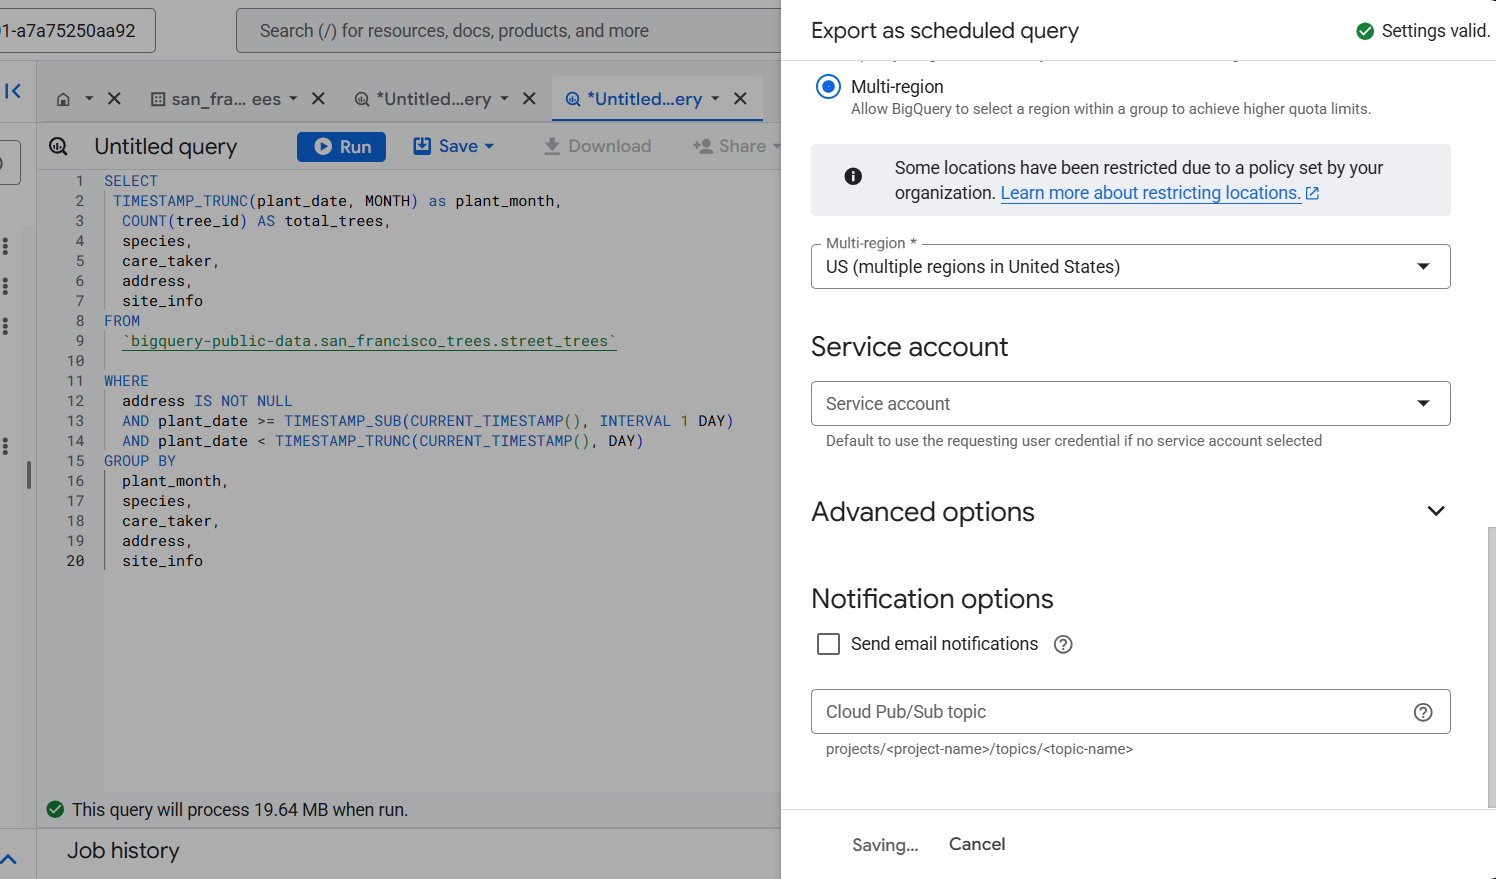 1-a7a75250aa92
Search (/) for resources, docs, products, and more
san_fra... ees
*Untitled...ery
*Untitled...ery
Untitled query
Run
Save
Download
Share
1 SELECT
2 TIMESTAMP_TRUNC(plant_date, MONTH) as plant_month,
3 COUNT(tree_id) AS total_trees,
4 species,
5 care_taker,
6 address,
7 site_info
8 FROM
9 `bigquery-public-data.san_francisco_trees.street_trees`
10
11 WHERE
12 address IS NOT NULL
13 AND plant_date >= TIMESTAMP_SUB(CURRENT_TIMESTAMP(), INTERVAL 1 DAY)
14 AND plant_date < TIMESTAMP_TRUNC(CURRENT_TIMESTAMP(), DAY)
15 GROUP BY
16 plant_month,
17 species,
18 care_taker,
19 address,
20 site_info
This query will process 19.64 MB when run.
Job history
Export as scheduled query
Settings valid.
Multi-region
Allow BigQuery to select a region within a group to achieve higher quota limits.
Some locations have been restricted due to a policy set by your
organization. Learn more about restricting locations.
Multi-region *
US (multiple regions in United States)
Service account
Service account
Default to use the requesting user credential if no service account selected
Advanced options
Notification options
Send email notifications
Cloud Pub/Sub topic
projects/<project-name>/topics/<topic-name>
Saving...
Cancel